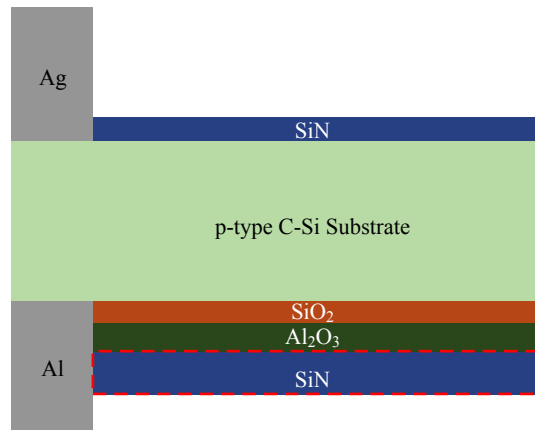 Ag
SiN
p-type C-Si Substrate
SiO₂
Al₂O₃
Al
SiN